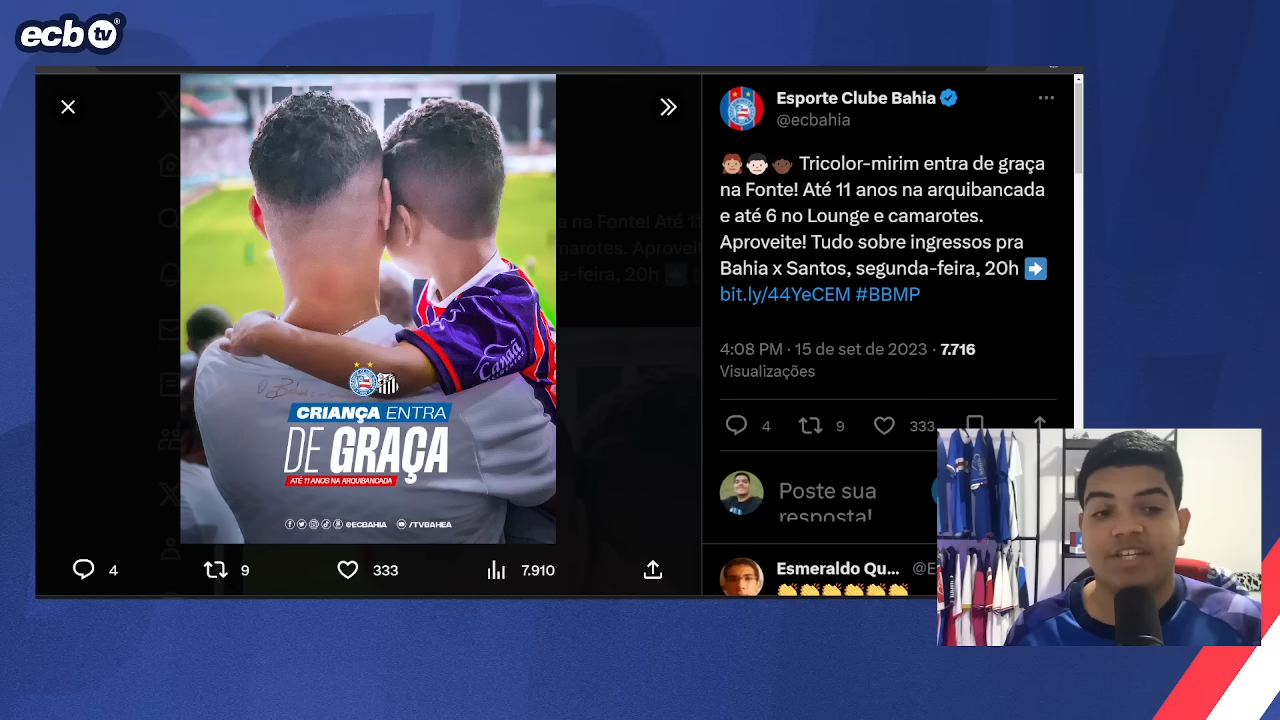 ecb tv
Esporte Clube Bahia
@ecbahia
Tricolor-mirim entra de graça
na Fonte! Até 11 anos na arquibancada
e até 6 no Lounge e camarotes.
Aproveite! Tudo sobre ingressos pra
Bahia x Santos, segunda-feira, 20h
bit.ly/44YeCEM #BBMP
4:08 PM · 15 de set de 2023 · 7.716
Visualizações
4 9 333
Poste sua
resposta!
Esmeraldo Qu... @E
Canaã
CRIANÇA ENTRA
DE GRAÇA
ATÉ 11 ANOS NA ARQUIBANCADA
@ECBAHIA /TVBAHEA
4 9 333 7.910